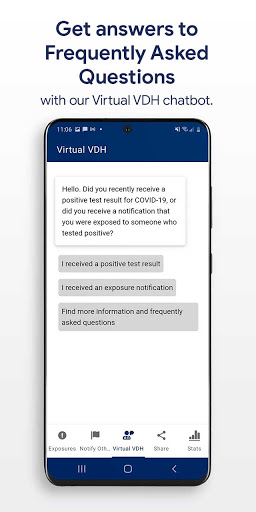 Get answers to
Frequently Asked
Questions
with our Virtual VDH chatbot.
11:06
Virtual VDH
Hello. Did you recently receive a
positive test result for COVID-19, or
did you receive a notification that
you were exposed to someone who
tested positive?
I received a positive test result
I received an exposure notification
Find more information and frequently
asked questions
Exposures Notify Oth.. Virtual VDH Share Stats